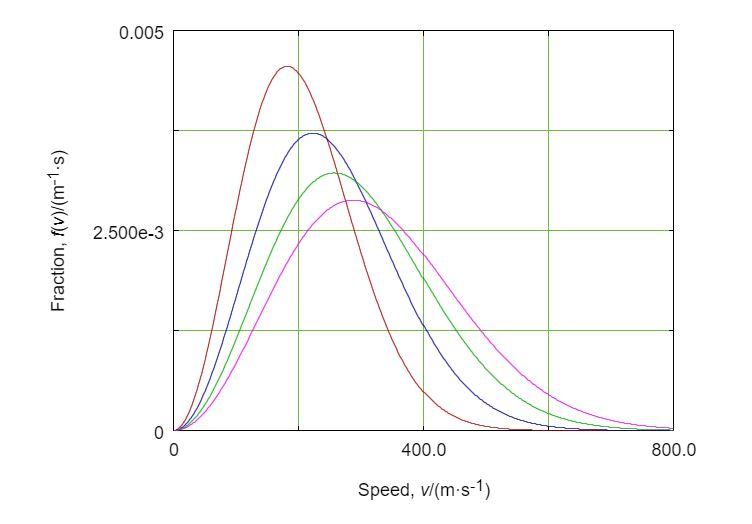 0.005
Fraction, f(v)/(m-1·s)
2.500e-3
0
0
400.0
800.0
Speed, v/(m·s-1)